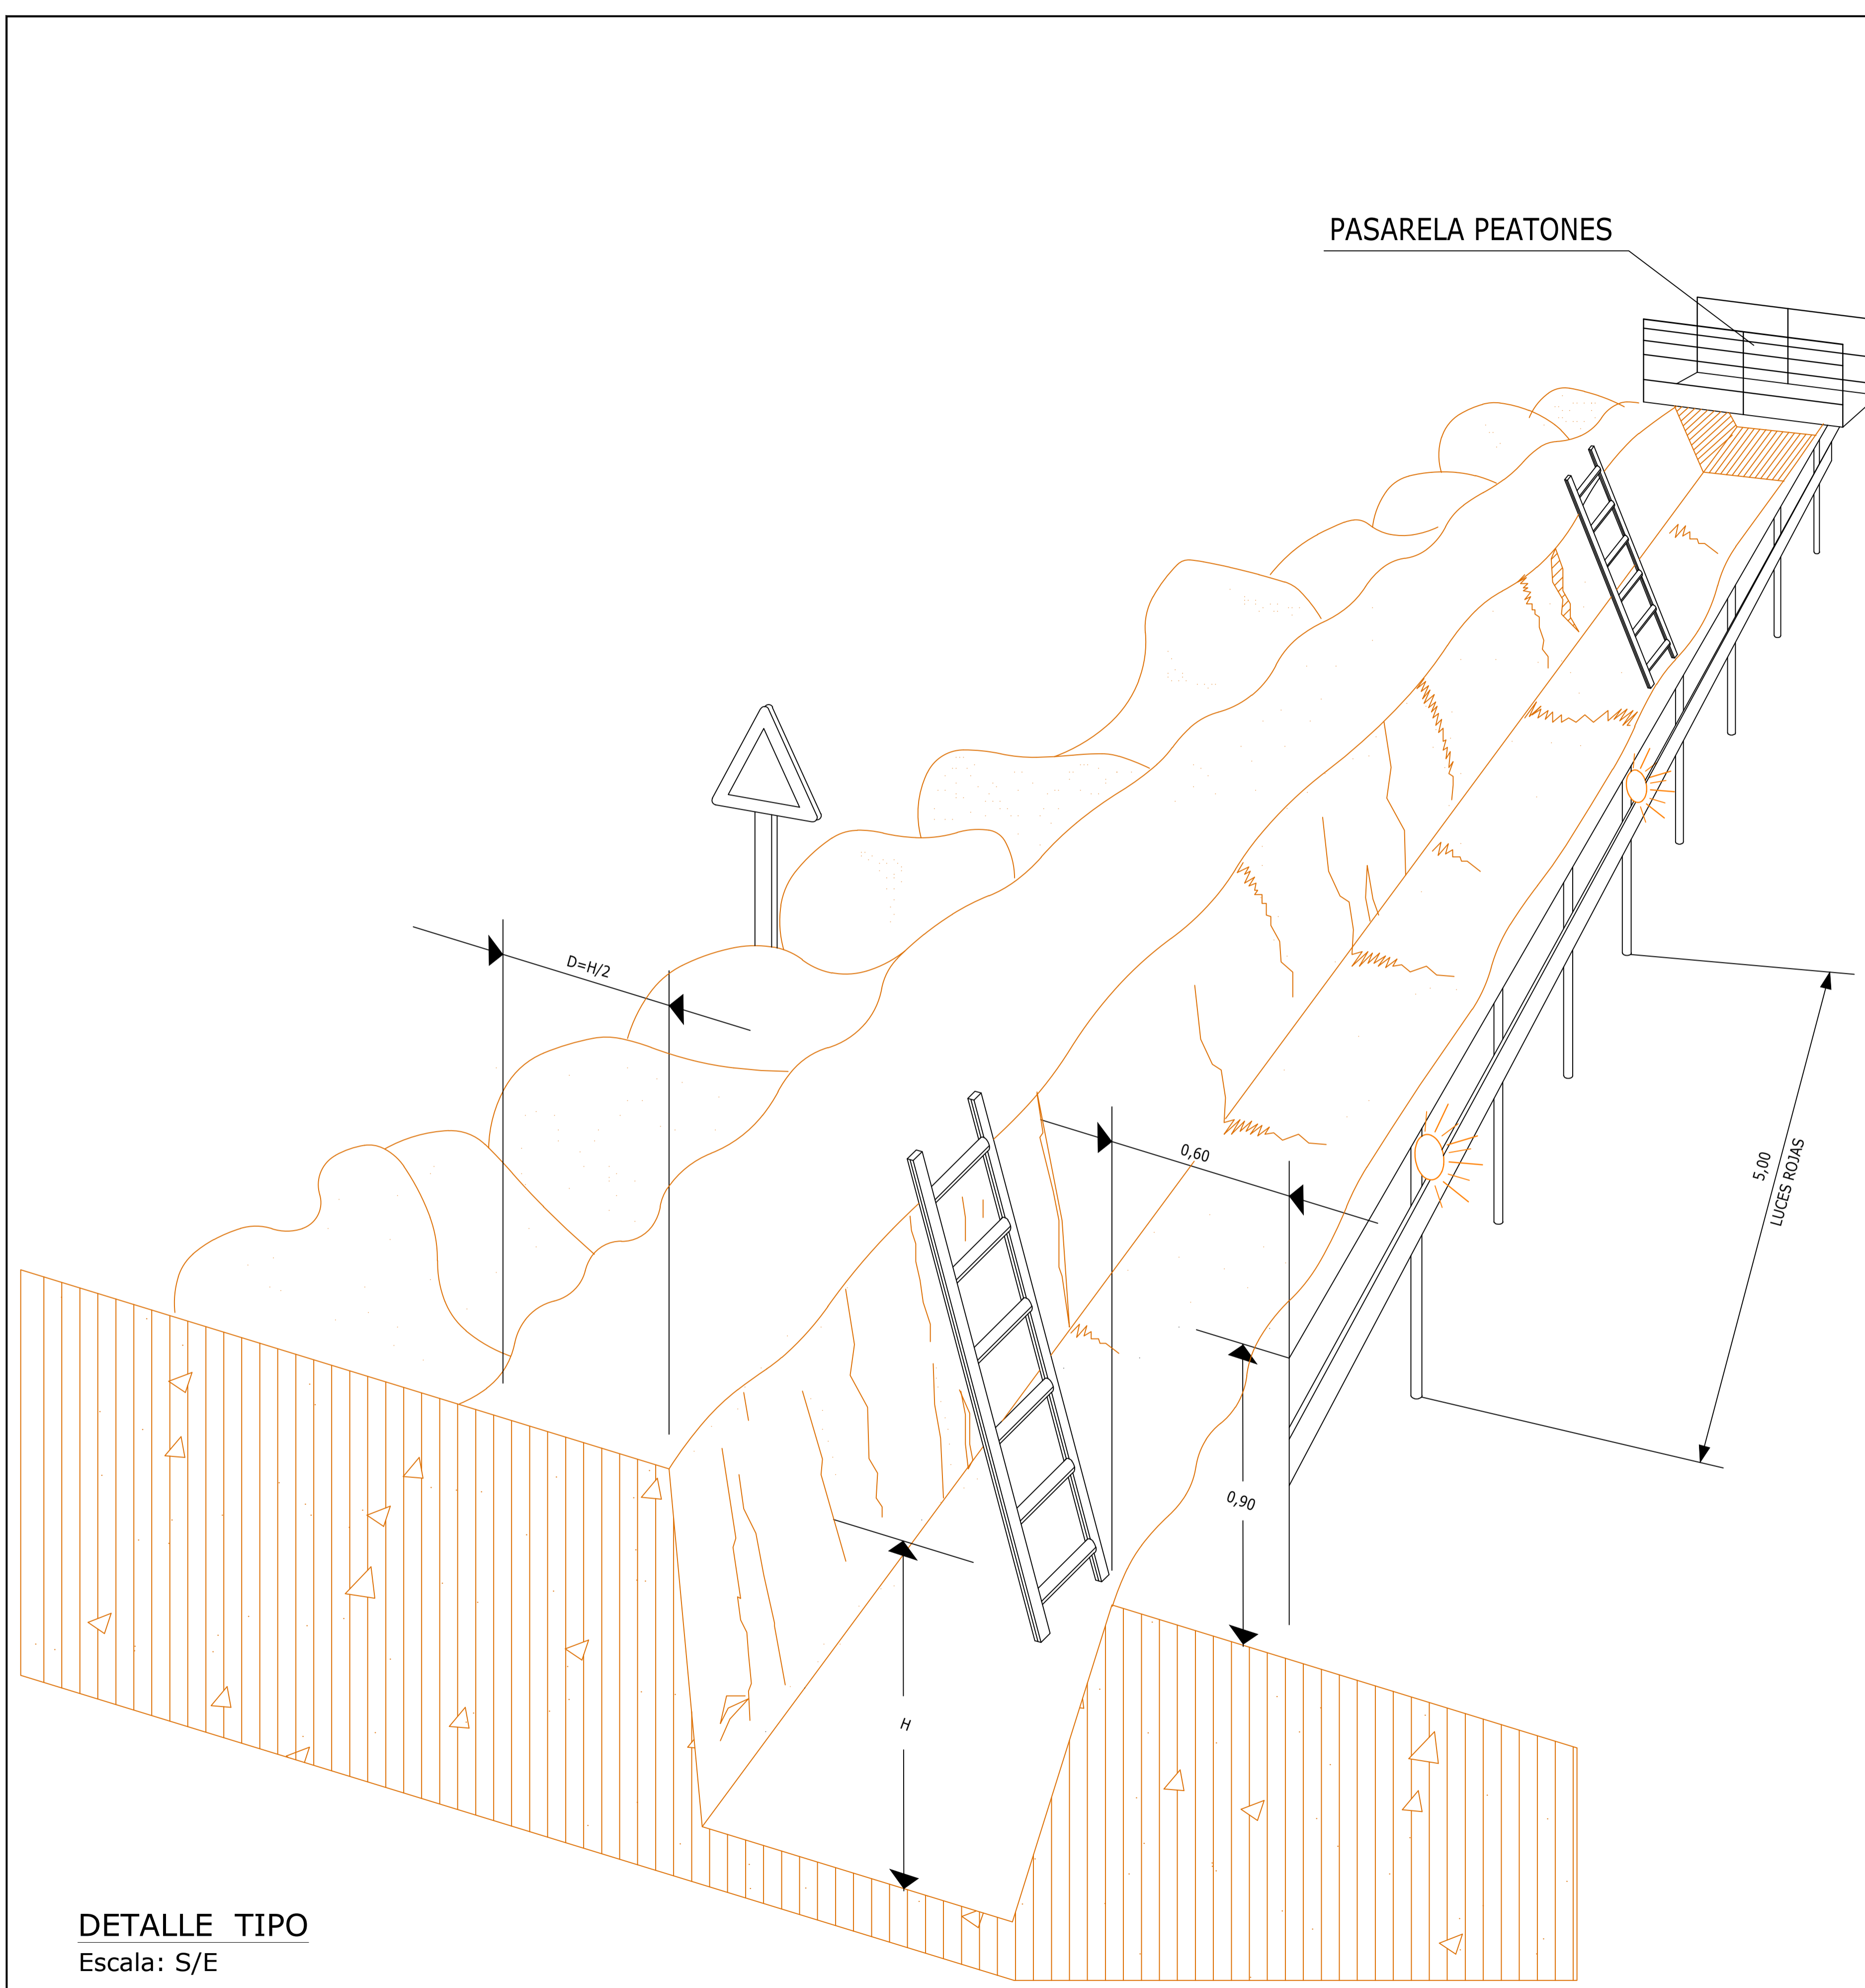 PASARELA PEATONES
D=H/2
0,60
5,00
LUCES ROJAS
0,90
H
DETALLE TIPO
Escala: S/E